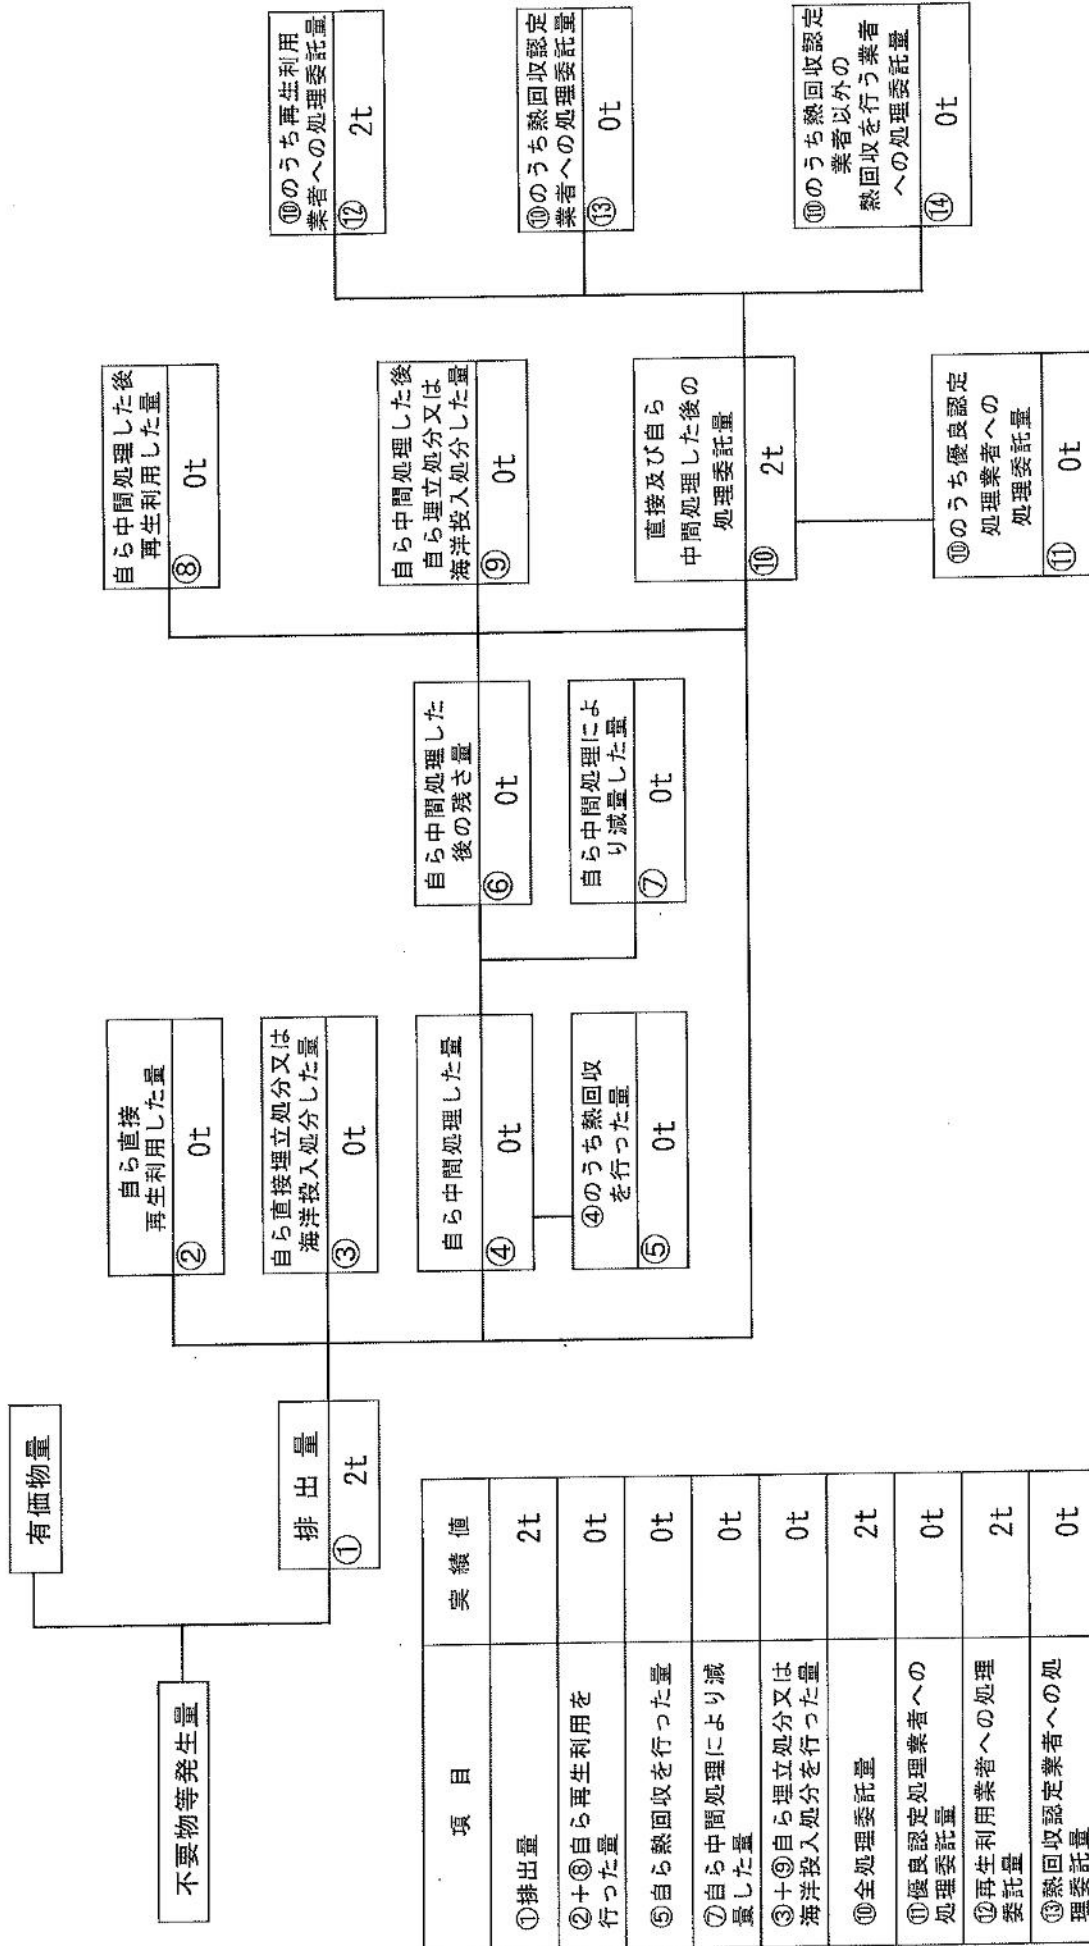 不要物等発生量
有価物量
排出量
①
2t
自ら直接
再生利用した量
②
0t
自ら直接埋立処分又は
海洋投入処分した量
③
0t
自ら中間処理した量
④
0t
④のうち熱回収
を行った量
⑤
0t
自ら中間処理した
後の残さ量
⑥
0t
自ら中間処理によ
り減量した量
⑦
0t
自ら中間処理した後
再生利用した量
⑧
0t
自ら中間処理した後
自ら埋立処分又は
海洋投入処分した量
⑨
0t
直接及び自ら
中間処理した後の
処理委託量
⑩
2t
⑩のうち優良認定
処理業者への
処理委託量
⑪
0t
⑩のうち再生利用
業者への処理委託量
⑫
2t
⑩のうち熱回収認定
業者への処理委託量
⑬
0t
⑩のうち熱回収認定
業者以外の
熱回収を行う業者
への処理委託量
⑭
0t
項目
実績値
①排出量
2t
②+⑧自ら再生利用を
行った量
0t
⑤自ら熱回収を行った量
0t
⑦自ら中間処理により減
量した量
0t
③+⑨自ら埋立処分又は
海洋投入処分を行った量
0t
⑩全処理委託量
2t
⑪優良認定処理業者への
処理委託量
0t
⑫再生利用業者への処理
委託量
2t
⑬熱回収認定業者への処
理委託量
0t